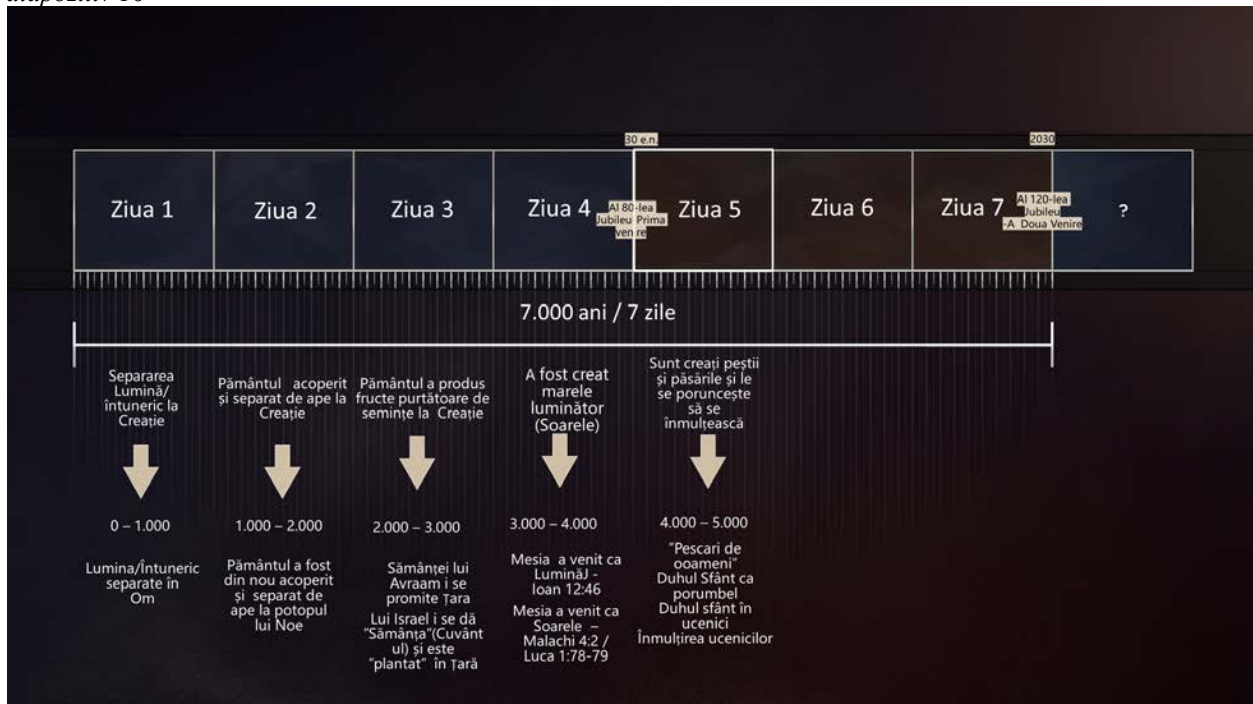 30 e.n.
2030
Ziua 1
Ziua 2
Ziua 3
Ziua 4
Al 80-lea
Jubileu Prima
venire
Ziua 5
Ziua 6
Ziua 7
Al 120-lea
Jubileu
-A Doua Venire
?
7.000 ani / 7 zile
Separarea
Lumină/
întuneric la
Creație
Pământul acoperit
și separat de ape la
Creație
Pământul a produs
fructe purtătoare de
semințe la Creație
A fost creat
marele
luminător
(Soarele)
Sunt creați peștii
și păsările și le
se poruncește
să se
înmulțească
0 – 1.000
1.000 – 2.000
2.000 – 3.000
3.000 – 4.000
4.000 – 5.000
Lumina/Întuneric
separate în
Om
Pământul a fost
din nou acoperit
și separat de
ape la potopul
lui Noe
Sămânței lui
Avraam i se
promite Țara
Lui Israel i se dă
"Sămânța"(Cuvânt
ul) și este
"plantat" în Țară
Mesia a venit ca
LuminăJ -
Ioan 12:46
Mesia a venit ca
Soarele –
Malachi 4:2 /
Luca 1:78-79
"Pescari de
ooameni"
Duhul Sfânt ca
porumbel
Duhul sfânt în
ucenici
Înmulțirea ucenicilor